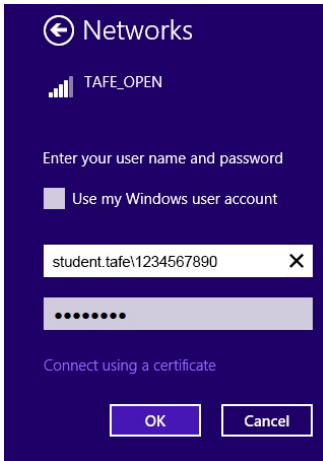 Networks
TAFE_OPEN
Enter your user name and password
Use my Windows user account
student.tafe\1234567890
••••••••
Connect using a certificate
OK
Cancel